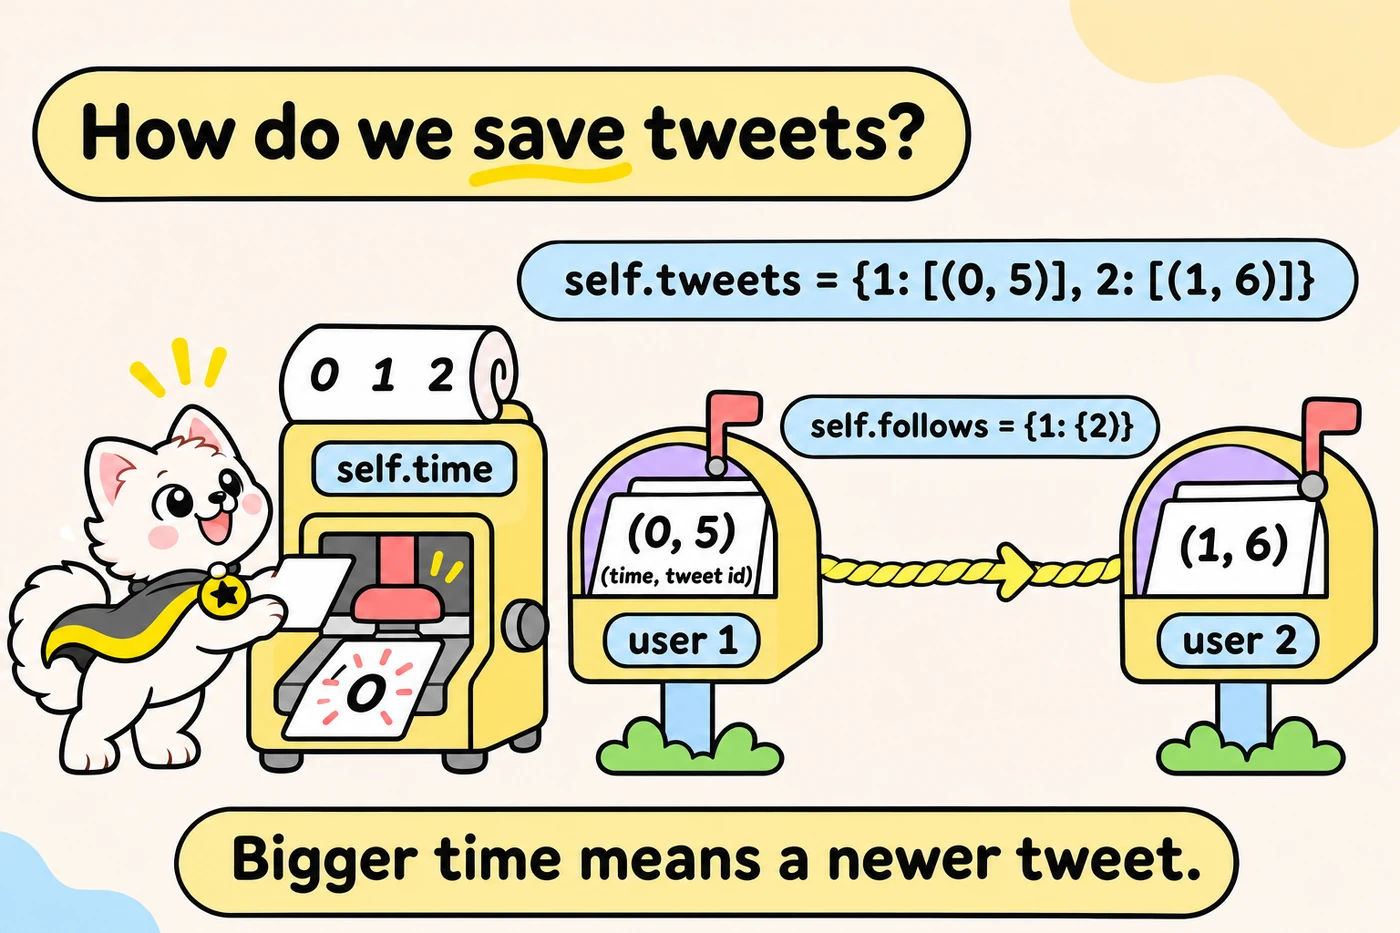 How do we save tweets?
self.tweets = {1: [(0, 5)], 2: [(1, 6)]}
0 1 2
self.time
0
self.follows = {1: {2)}
(0, 5)
(time, tweet id)
user 1
(1, 6)
user 2
Bigger time means a newer tweet.